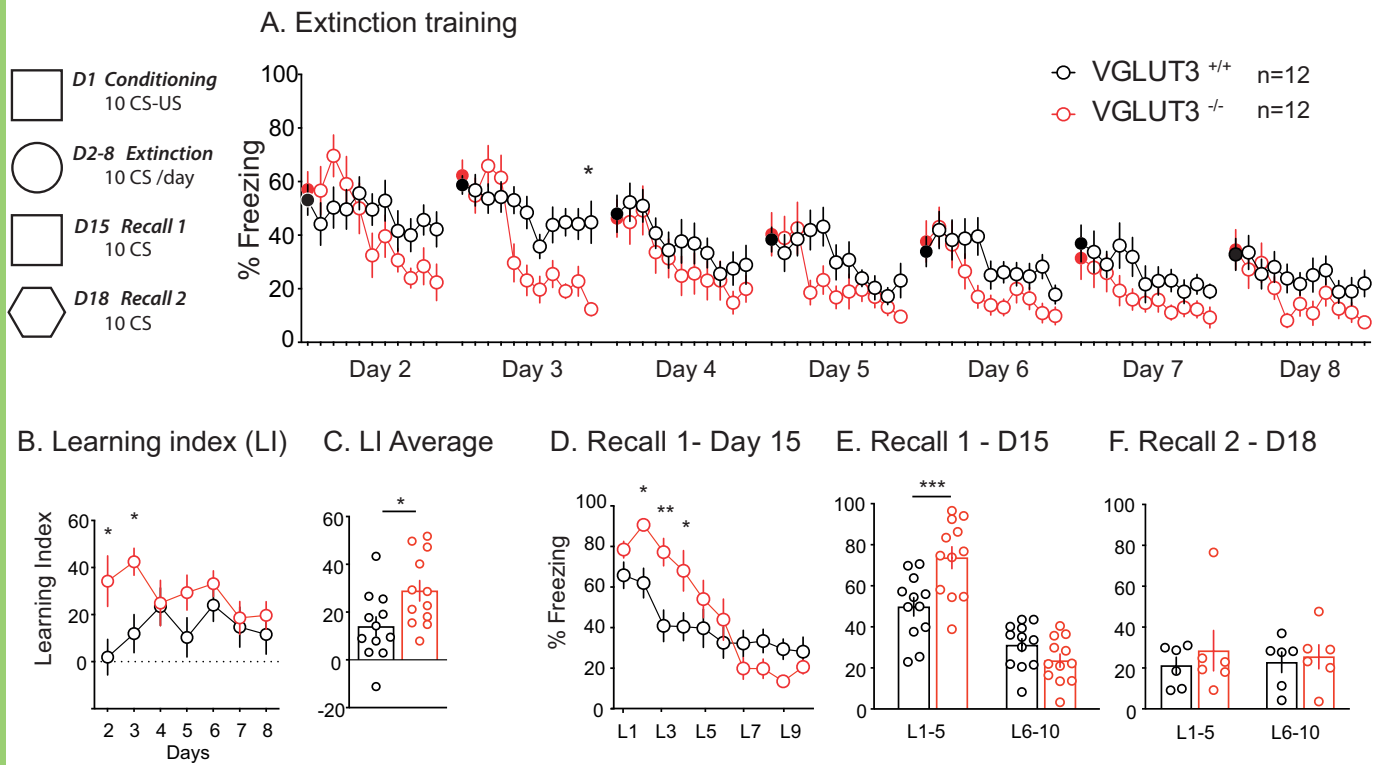 A. Extinction training
D1 Conditioning
10 CS-US
D2-8 Extinction
10 CS /day
D15 Recall 1
10 CS
D18 Recall 2
10 CS
% Freezing
100
80
60
40
20
0
VGLUT3 +/+ n=12
VGLUT3 -/- n=12
*
Day 2 Day 3 Day 4 Day 5 Day 6 Day 7 Day 8
B. Learning index (LI)
Learning Index
60
40
20
0
* *
2 3 4 5 6 7 8
Days
C. LI Average
60
40
20
0
-20
*
D. Recall 1- Day 15
% Freezing
100
80
60
40
20
0
* ** *
L1 L3 L5 L7 L9
E. Recall 1 - D15
100
80
60
40
20
0
***
L1-5 L6-10
F. Recall 2 - D18
100
80
60
40
20
0
L1-5 L6-10